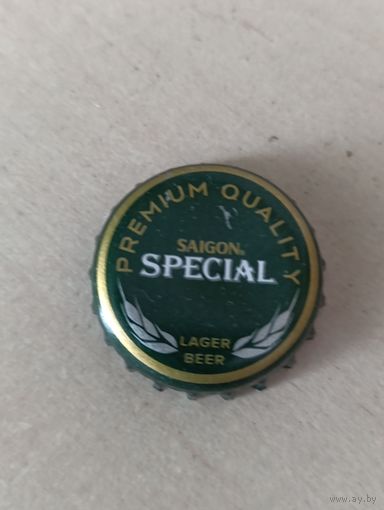 PREMIUM QUALITY
SAIGON
SPECIAL
LAGER
BEER
www.ay.by